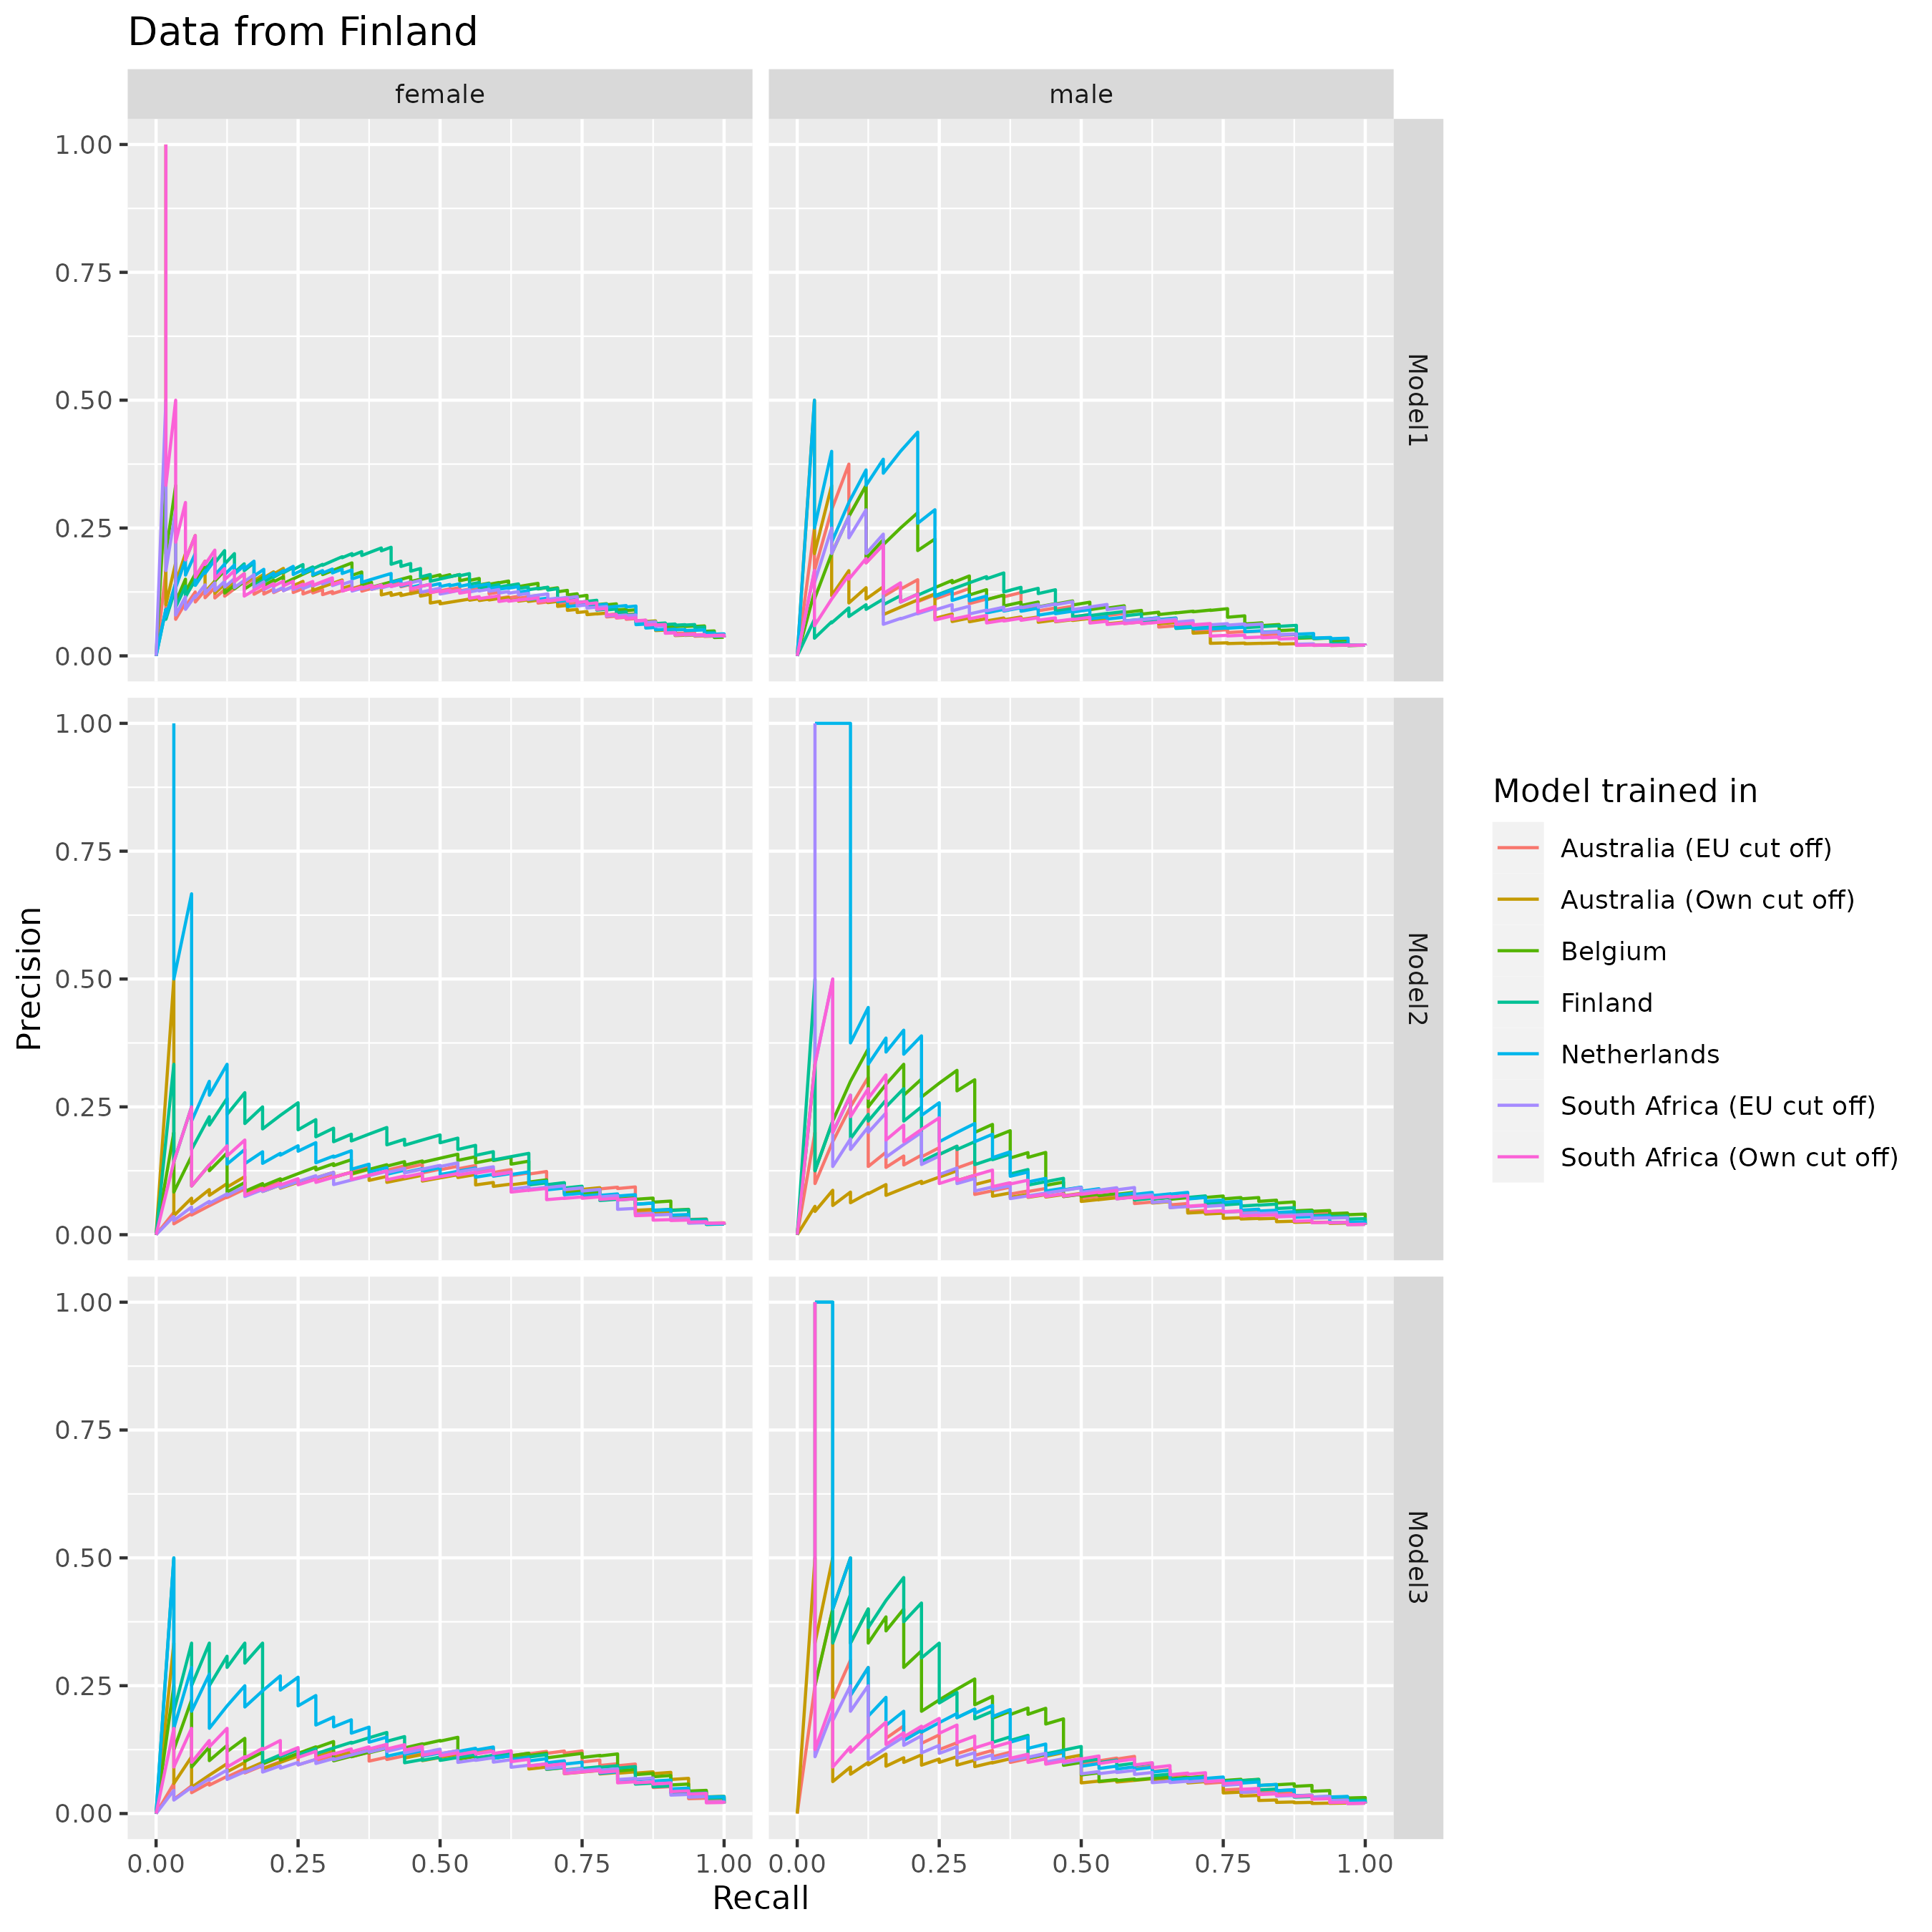 Data from Finland
female
male
1.00
0.75
0.50
0.25
0.00
Model1
1.00
0.75
0.50
0.25
0.00
Model2
Precision
1.00
0.75
0.50
0.25
0.00
Model3
0.00 0.25 0.50 0.75 1.00
0.00 0.25 0.50 0.75 1.00
Recall
Model trained in
Australia (EU cut off)
Australia (Own cut off)
Belgium
Finland
Netherlands
South Africa (EU cut off)
South Africa (Own cut off)